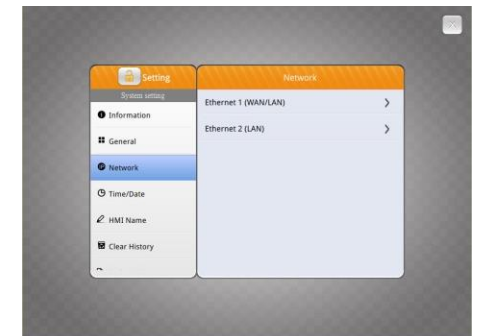 Setting
System setting
Information
General
Network
Time/Date
HMI Name
Clear History
Network
Ethernet 1 (WAN/LAN)
Ethernet 2 (LAN)